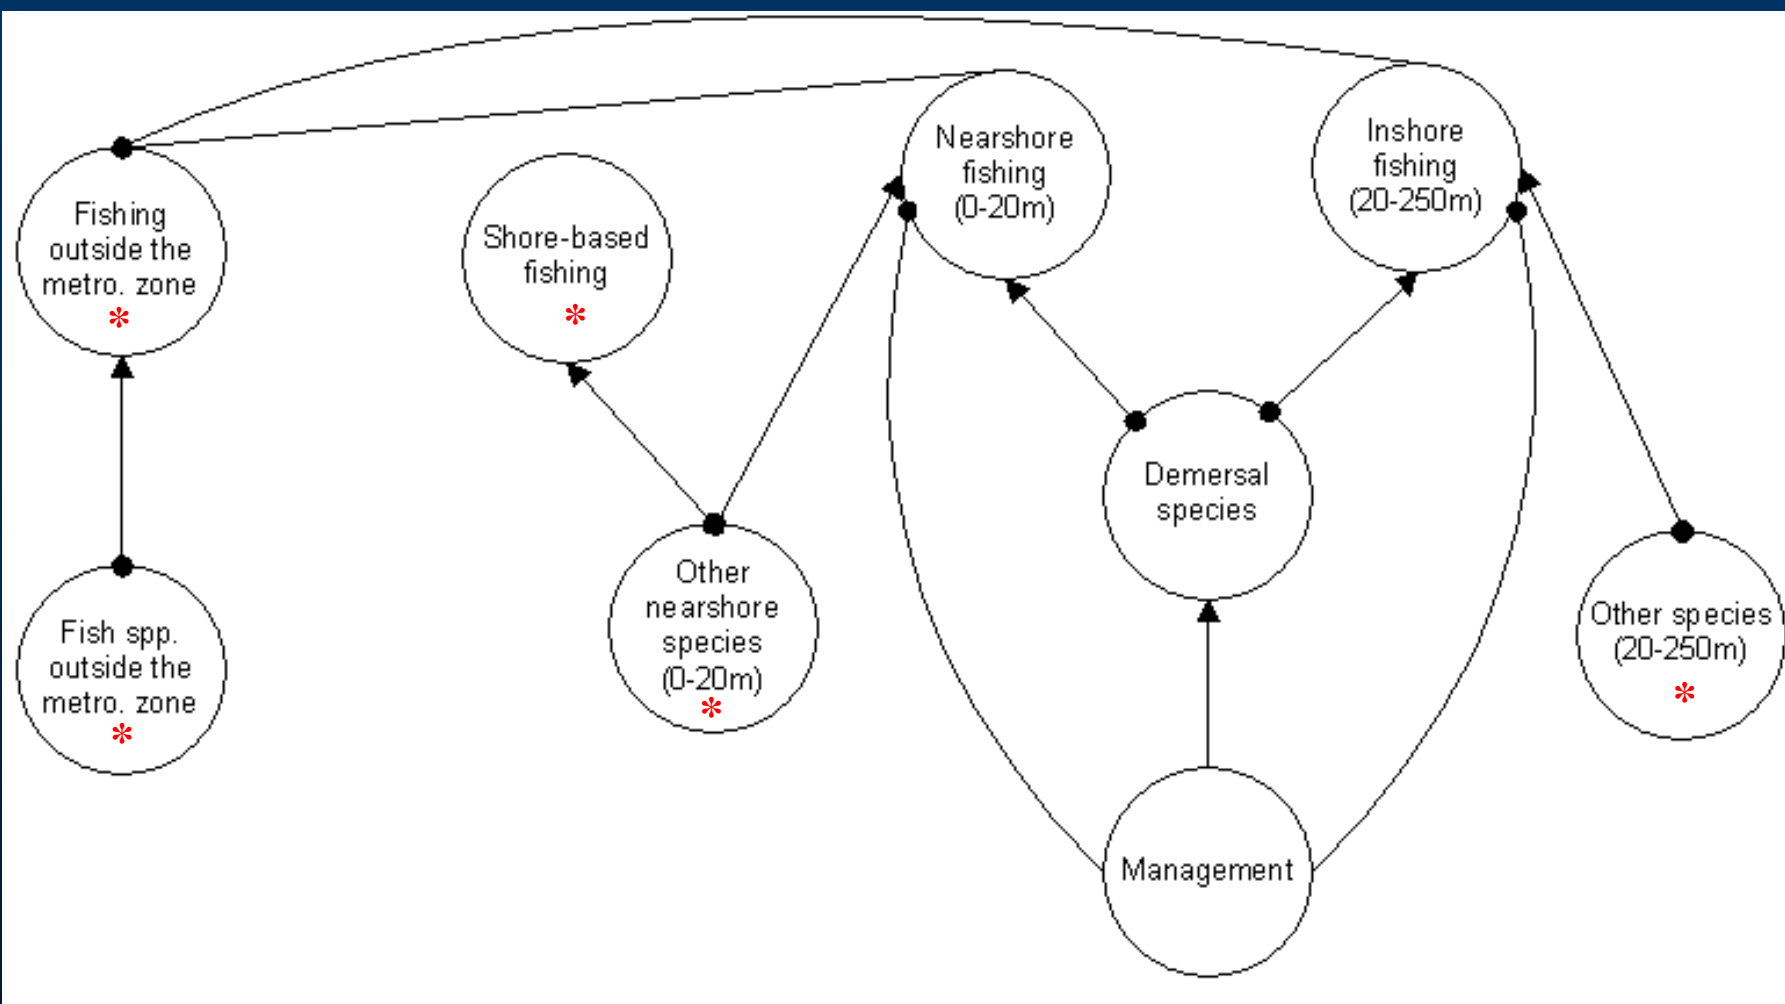 Fishing
outside the
metro. zone
*
Shore-based
fishing
*
Nearshore
fishing
(0-20m)
Inshore
fishing
(20-250m)
Demersal
species
Fish spp.
outside the
metro. zone
*
Other
nearshore
species
(0-20m)
*
Other species
(20-250m)
*
Management